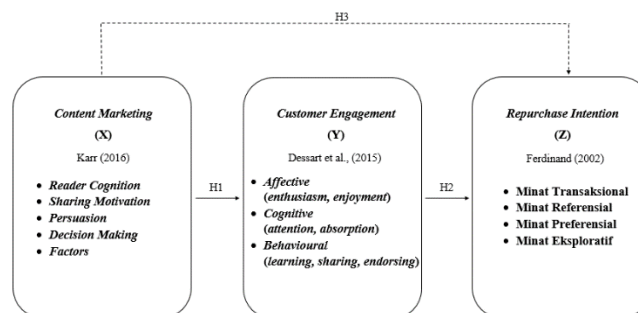 H3
Content Marketing
(X)
Karr (2016)
• Reader Cognition
• Sharing Motivation
• Persuasion
• Decision Making
• Factors
H1
Customer Engagement
(Y)
Dessart et al., (2015)
• Affective
(enthusiasm, enjoyment)
• Cognitive
(attention, absorption)
• Behavioural
(learning, sharing, endorsing)
H2
Repurchase Intention
(Z)
Ferdinand (2002)
• Minat Transaksional
• Minat Referensial
• Minat Preferensial
• Minat Eksploratif